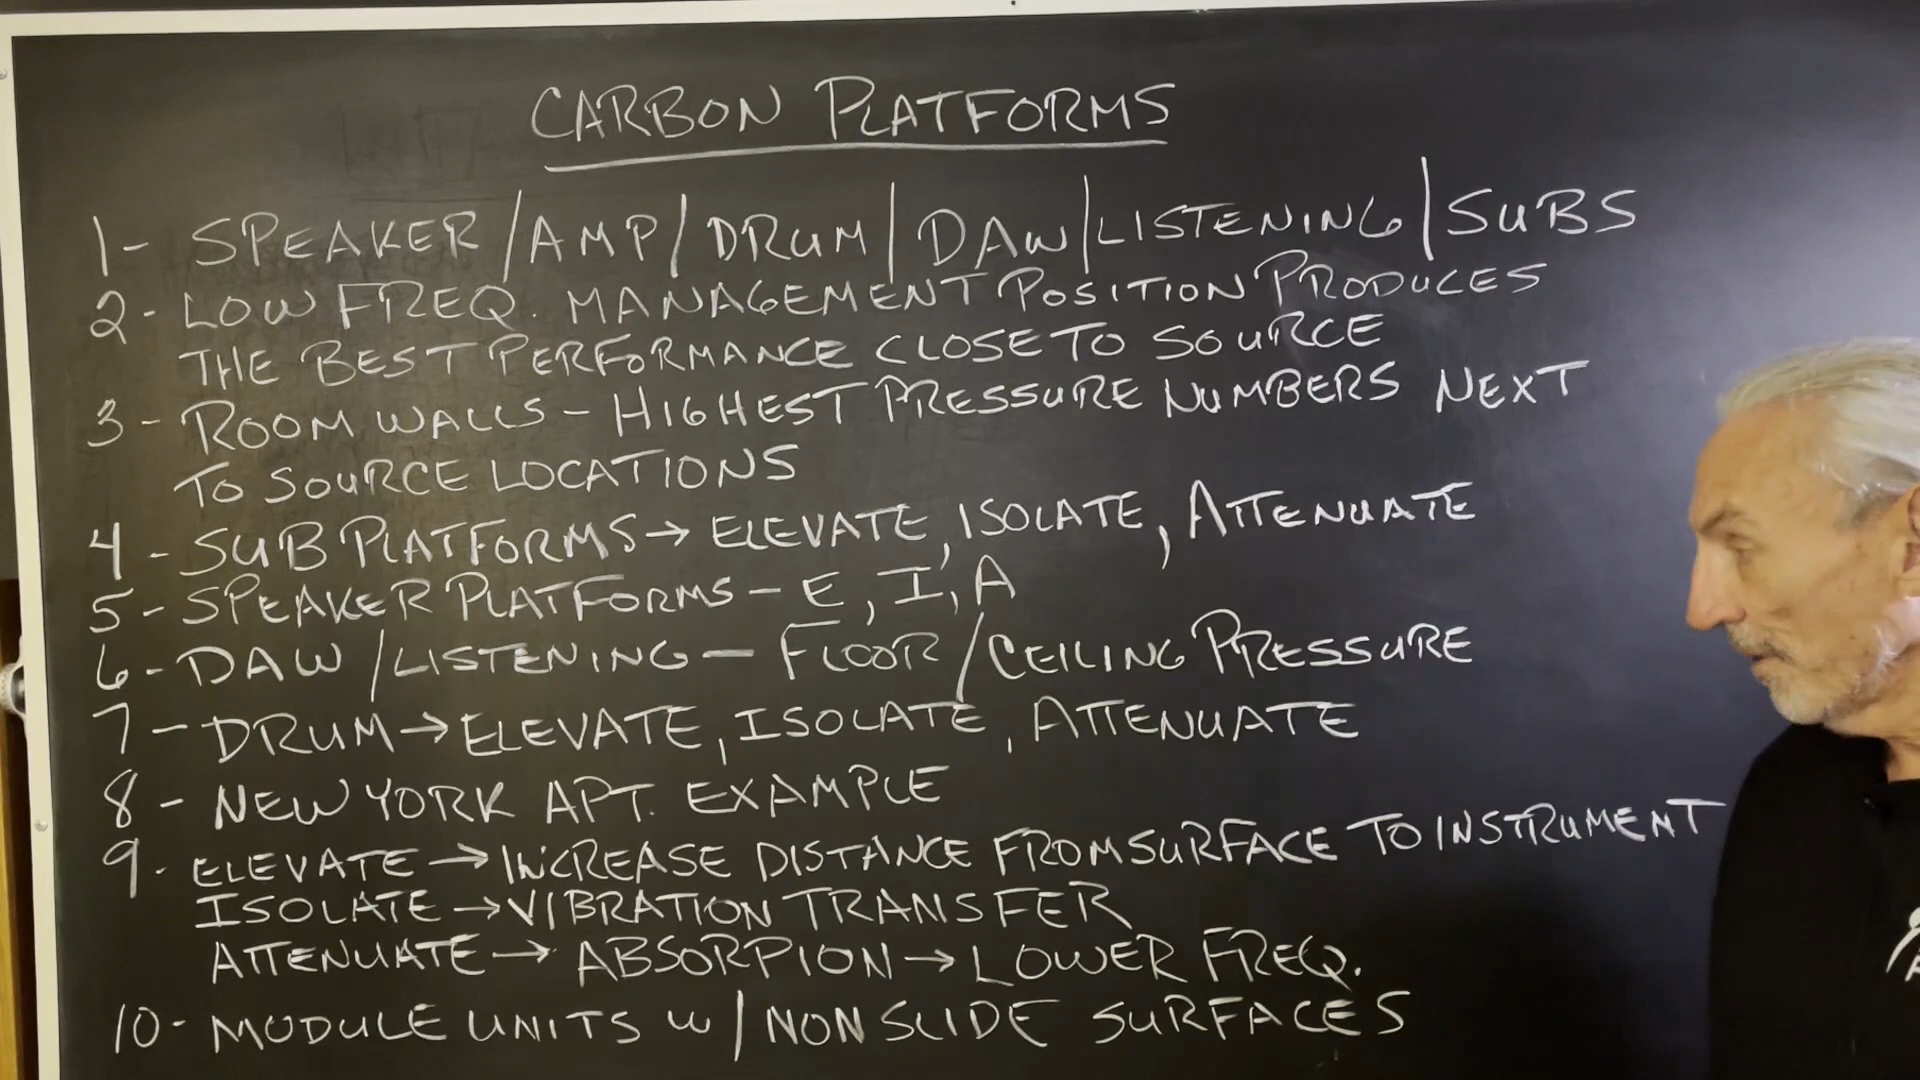 CARBON PLATFORMS
1- SPEAKER/AMP/DRUM/DAW/LISTENING/SUBS
2- LOW FREQ. MANAGEMENT POSITION PRODUCES
THE BEST PERFORMANCE CLOSE TO SOURCE
3- ROOM WALLS - HIGHEST PRESSURE NUMBERS NEXT
TO SOURCE LOCATIONS
4- SUB PLATFORMS → ELEVATE, ISOLATE, ATTENUATE
5- SPEAKER PLATFORMS - E, I, A
6- DAW/LISTENING - FLOOR/CEILING PRESSURE
7- DRUM → ELEVATE, ISOLATE, ATTENUATE
8- NEW YORK APT. EXAMPLE
9- ELEVATE → INCREASE DISTANCE FROM SURFACE TO INSTRUMENT
ISOLATE → VIBRATION TRANSFER
ATTENUATE → ABSORPION → LOWER FREQ.
10- MODULE UNITS W/NON SLIDE SURFACES